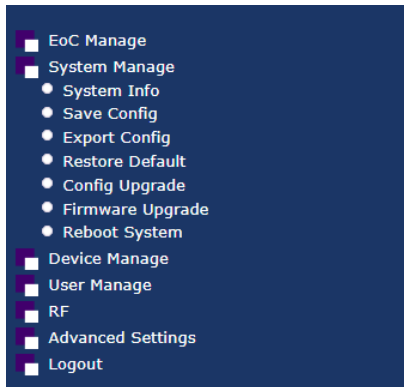 EoC Manage
System Manage
System Info
Save Config
Export Config
Restore Default
Config Upgrade
Firmware Upgrade
Reboot System
Device Manage
User Manage
RF
Advanced Settings
Logout